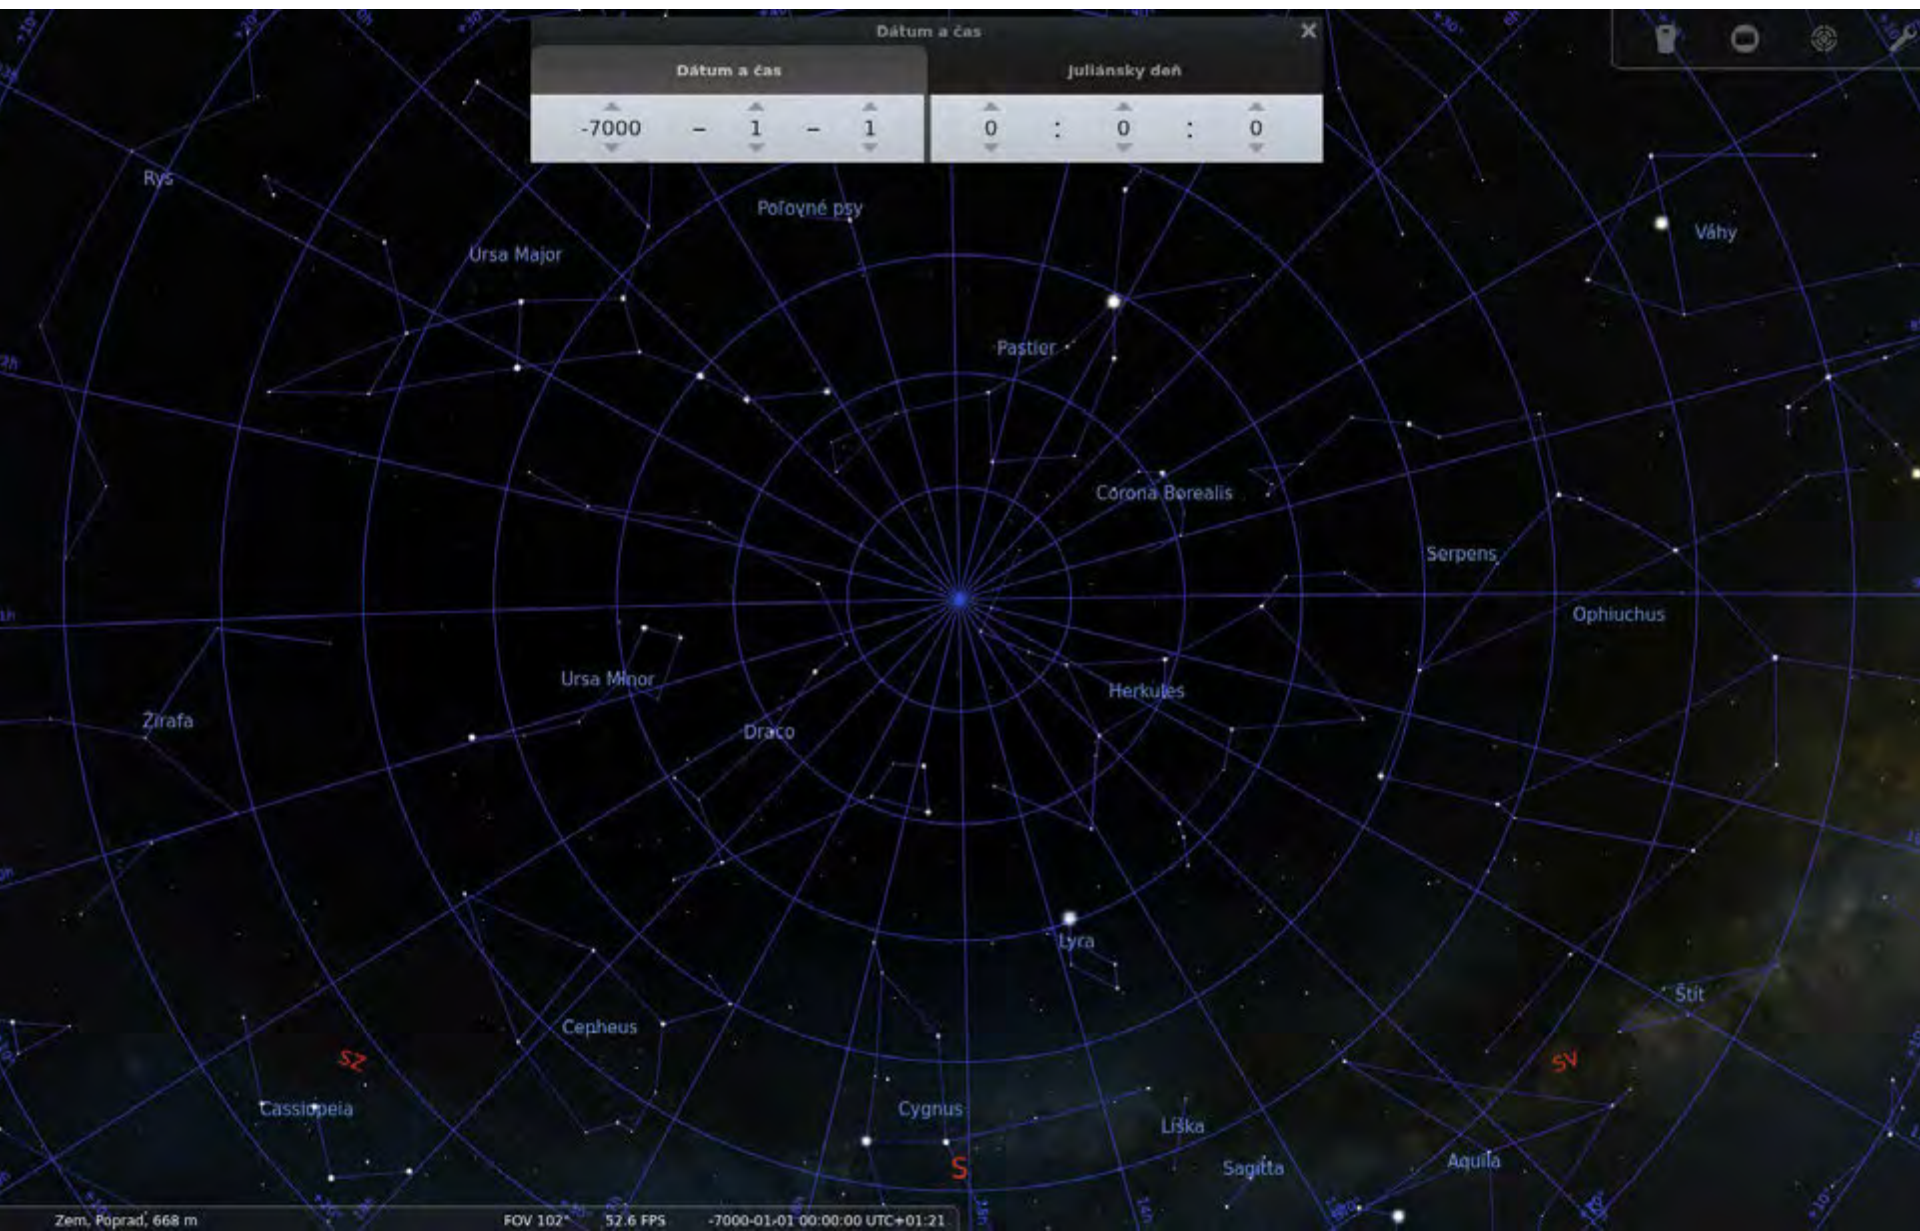 Dátum a čas
Dátum a čas
Juliánsky deň
-7000 – 1 – 1
0 : 0 : 0
Rys
Poľovné psy
Váhy
Ursa Major
Pastier
Corona Borealis
Serpens
Ophiuchus
Ursa Minor
Herkules
Žirafa
Draco
Lyra
Štít
Cepheus
SZ
SV
Cassiopeia
Cygnus
Líška
S
Sagitta
Aquila
Zem, Poprad, 668 m
FOV 102°
52.6 FPS
-7000-01-01 00:00:00 UTC+01:21